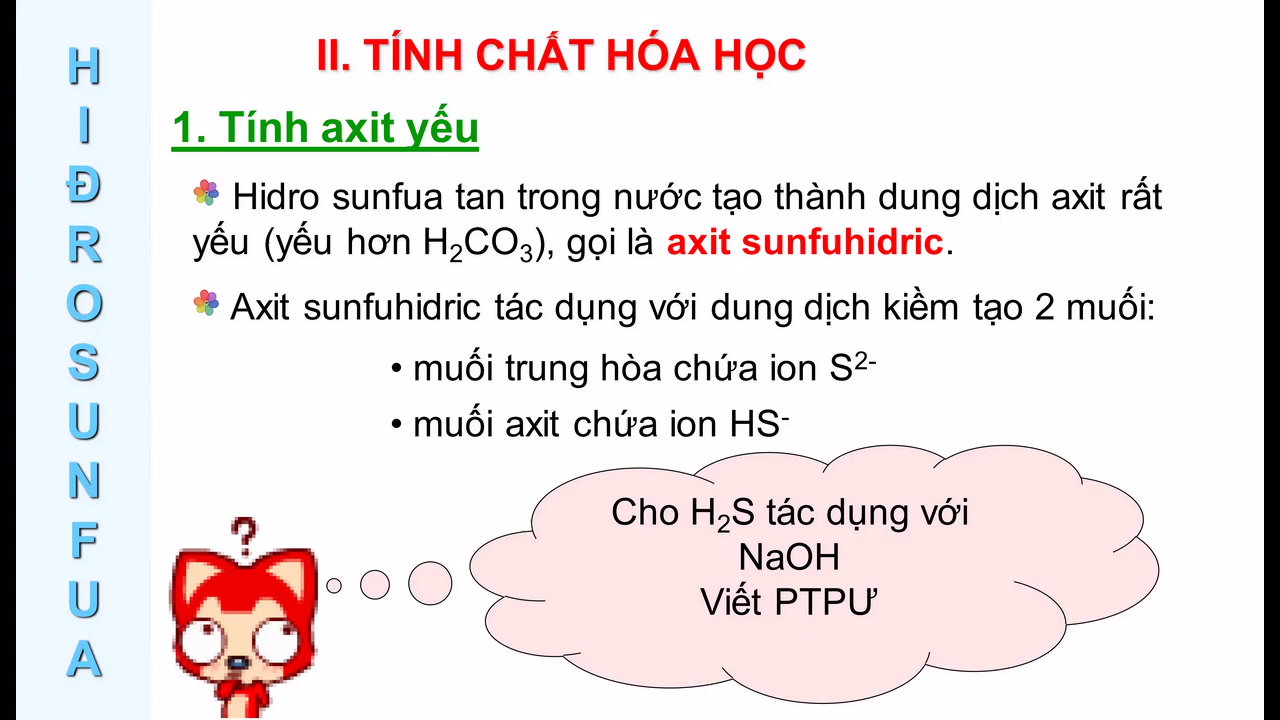 HIĐROSUNFUA
II. TÍNH CHẤT HÓA HỌC
1. Tính axit yếu
Hidro sunfua tan trong nước tạo thành dung dịch axit rất
yếu (yếu hơn H₂CO₃), gọi là axit sunfuhidric.
Axit sunfuhidric tác dụng với dung dịch kiềm tạo 2 muối:
• muối trung hòa chứa ion S²⁻
• muối axit chứa ion HS⁻
?
Cho H₂S tác dụng với
NaOH
Viết PTPƯ